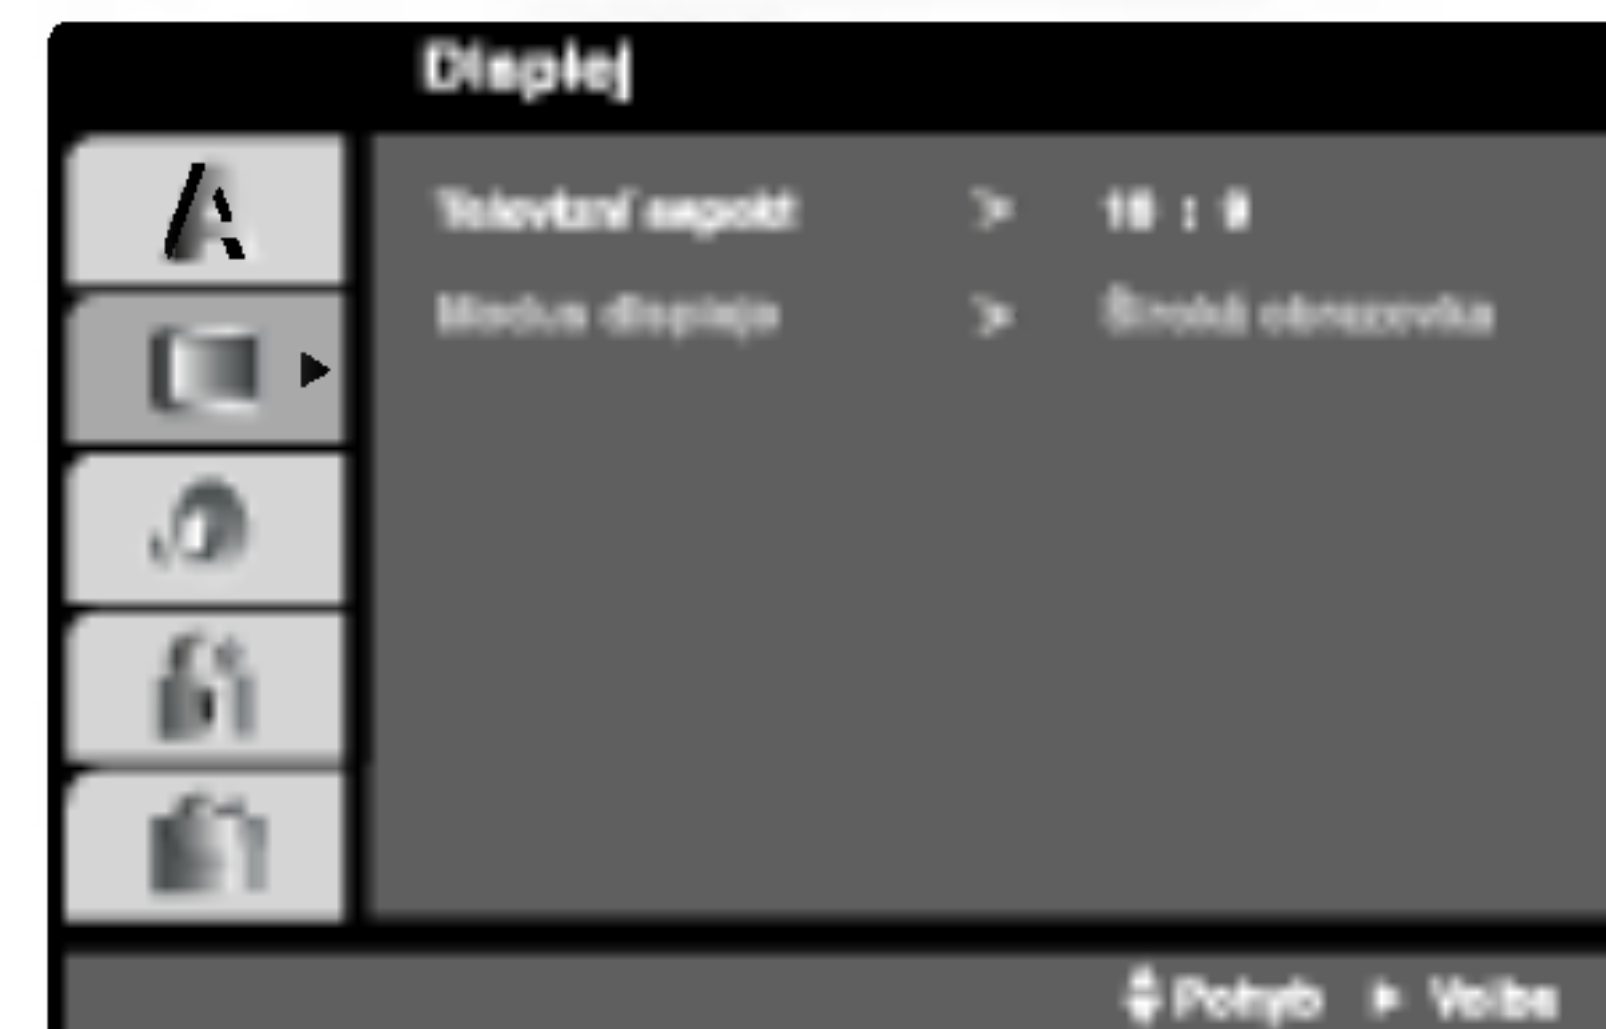 Displej
A
Televizní aspekt > 16 : 9
Modus displeje > Široká obrazovka
Pohyb Volba